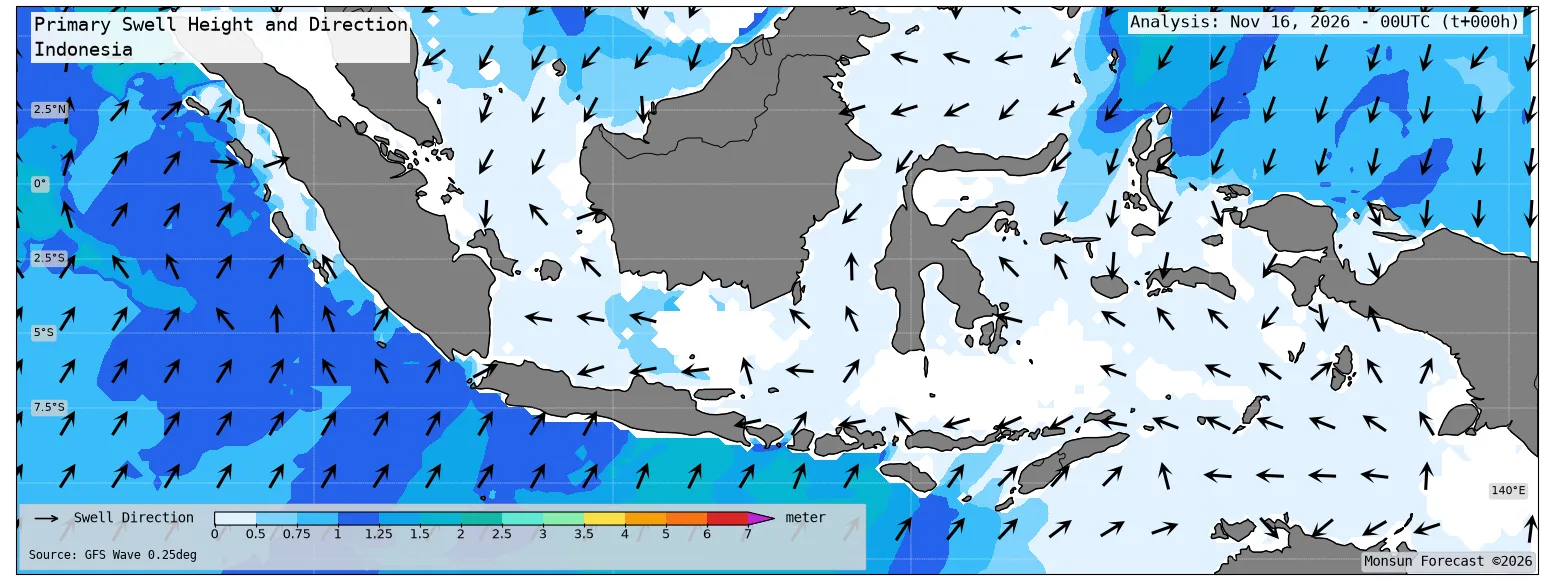 Primary Swell Height and Direction
Indonesia
Analysis: Nov 16, 2026 - 00UTC (t+000h)
2.5°N
0°
2.5°S
5°S
7.5°S
140°E
Swell Direction
0 0.5 0.75 1 1.25 1.5 2 2.5 3 3.5 4 5 6 7
meter
Source: GFS Wave 0.25deg
Monsun Forecast ©2026